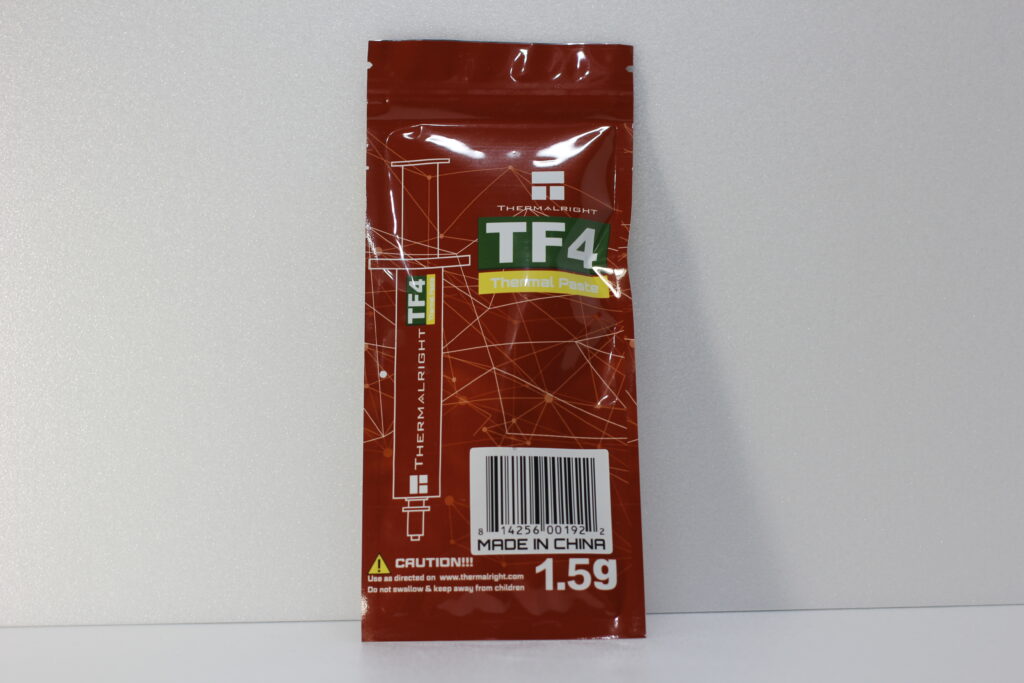 THERMALRIGHT
TF4
Thermal Paste
TF4
THERMALRIGHT
8 14256 00192 2
MADE IN CHINA
CAUTION!!!
Use as directed on www.thermalright.com
Do not swallow & keep away from children
1.5g